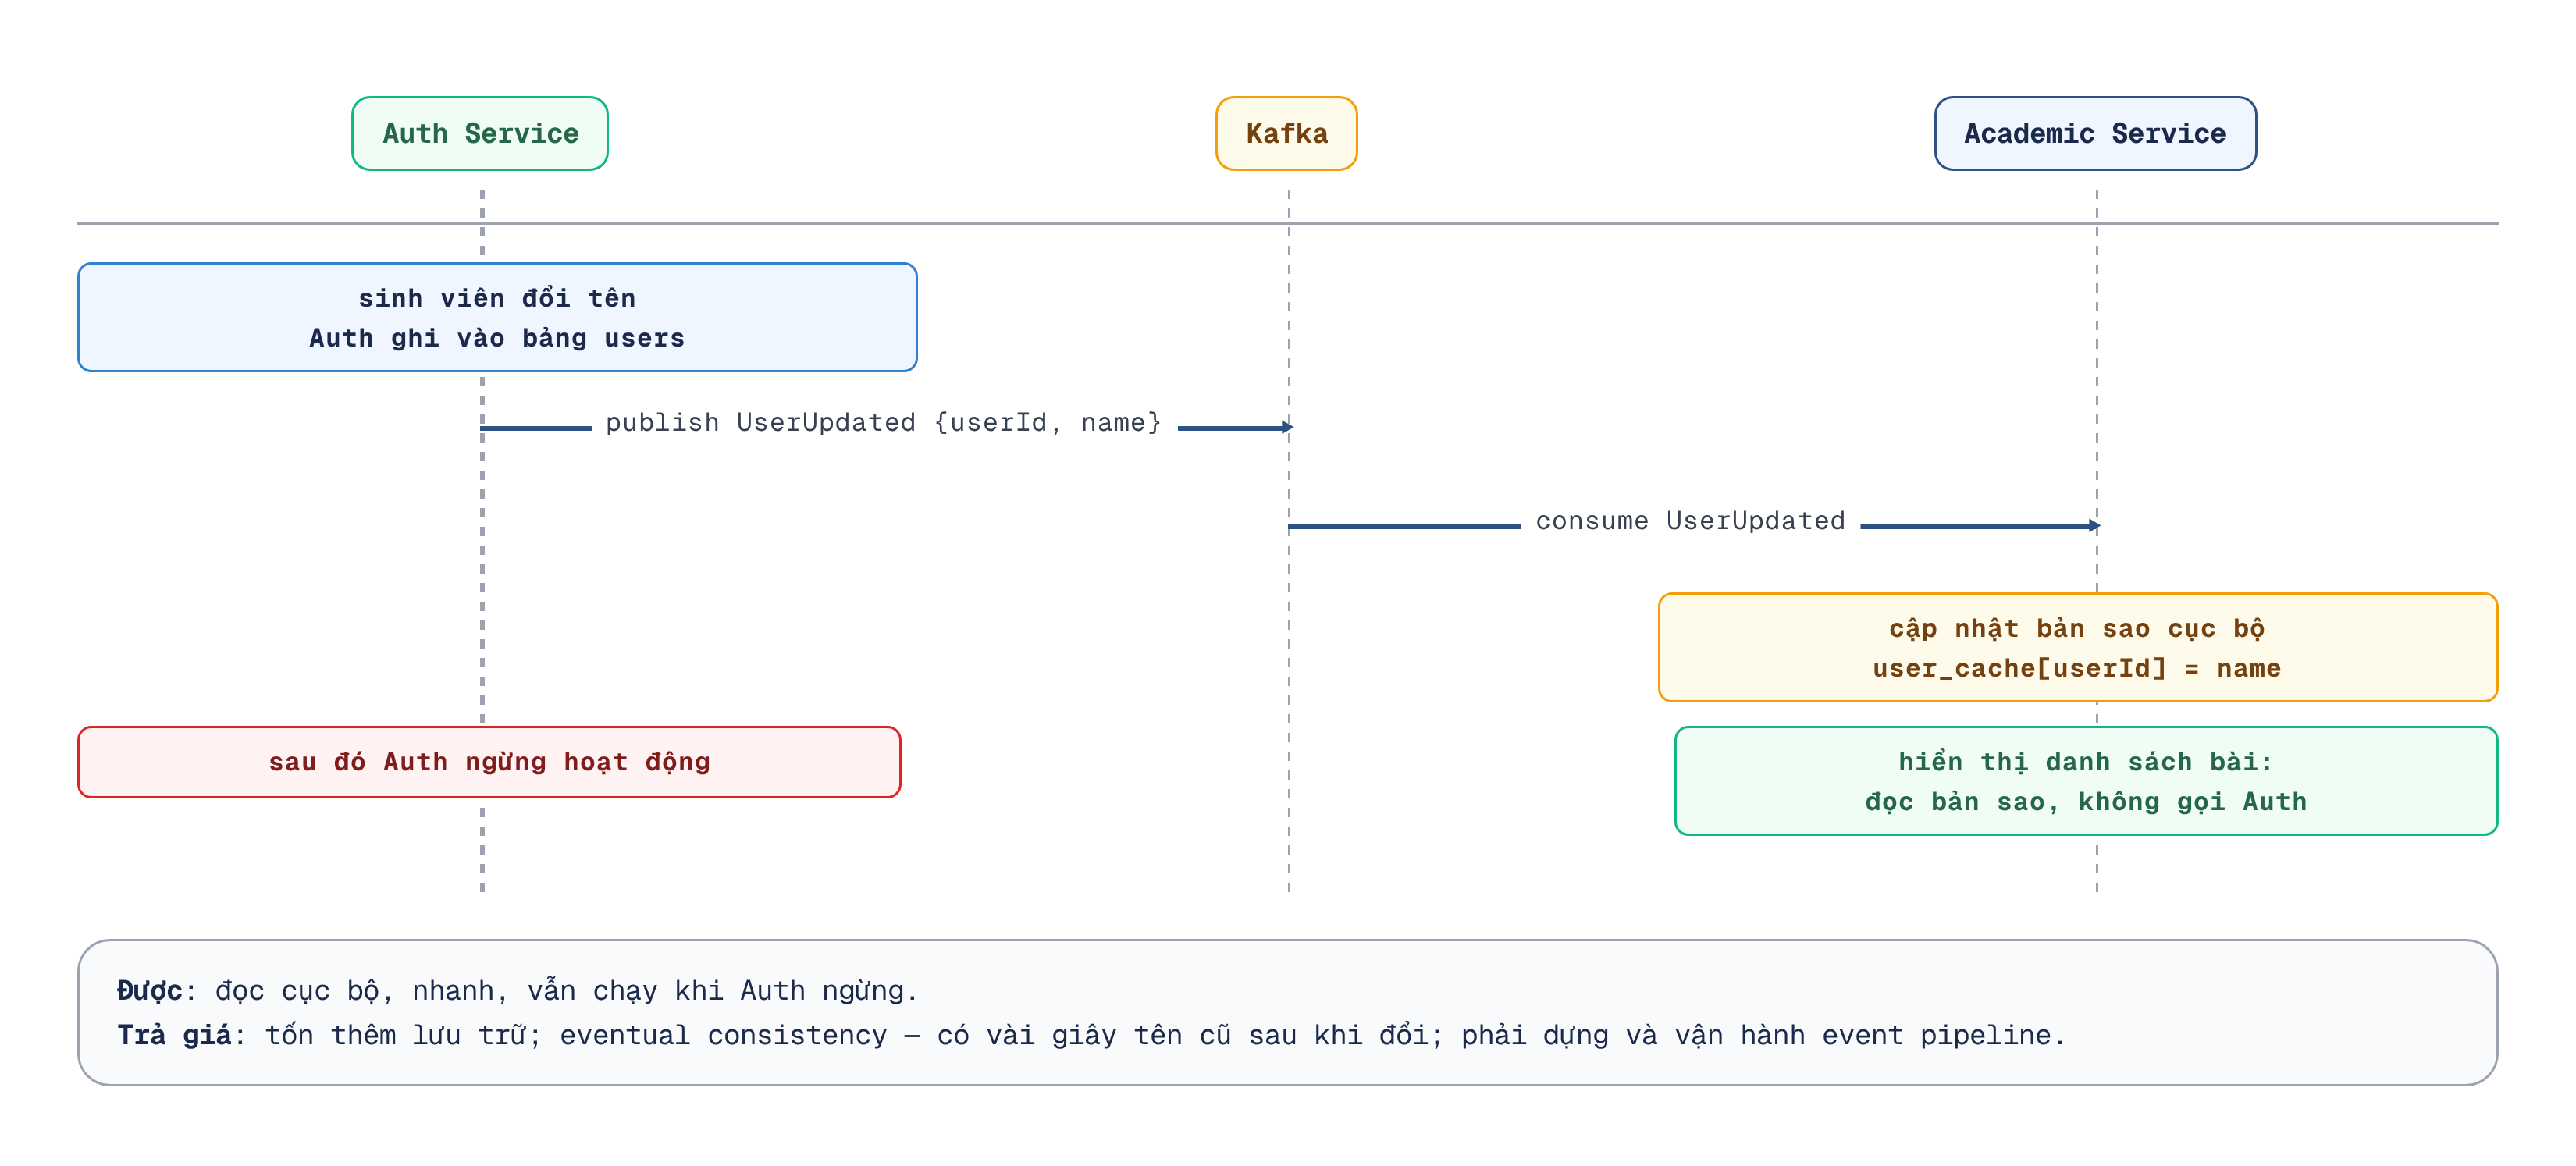 Auth Service
Kafka
Academic Service
sinh viên đổi tên
Auth ghi vào bảng users
publish UserUpdated {userId, name}
consume UserUpdated
cập nhật bản sao cục bộ
user_cache[userId] = name
sau đó Auth ngừng hoạt động
hiển thị danh sách bài:
đọc bản sao, không gọi Auth
Được: đọc cục bộ, nhanh, vẫn chạy khi Auth ngừng.
Trả giá: tốn thêm lưu trữ; eventual consistency — có vài giây tên cũ sau khi đổi; phải dựng và vận hành event pipeline.